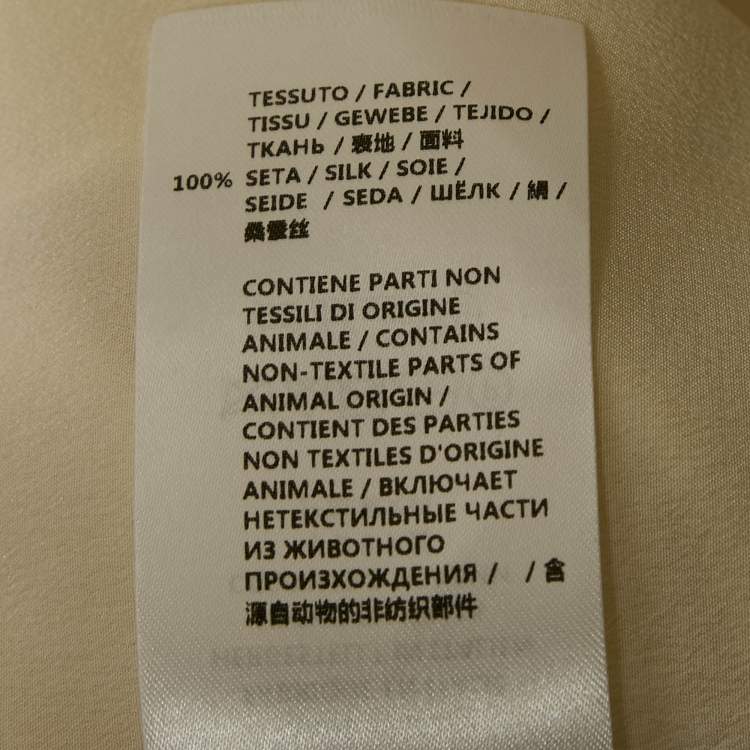 TESSUTO / FABRIC /
TISSU / GEWEBE / TEJIDO /
ТКАНЬ / 表地 / 面料
100% SETA / SILK / SOIE /
SEIDE / SEDA / ШЁЛК / 絹 /
桑蚕丝
CONTIENE PARTI NON
TESSILI DI ORIGINE
ANIMALE / CONTAINS
NON-TEXTILE PARTS OF
ANIMAL ORIGIN /
CONTIENT DES PARTIES
NON TEXTILES D'ORIGINE
ANIMALE / ВКЛЮЧАЕТ
НЕТЕКСТИЛЬНЫЕ ЧАСТИ
ИЗ ЖИВОТНОГО
ПРОИЗХОЖДЕНИЯ / / 含
源自动物的非纺织部件